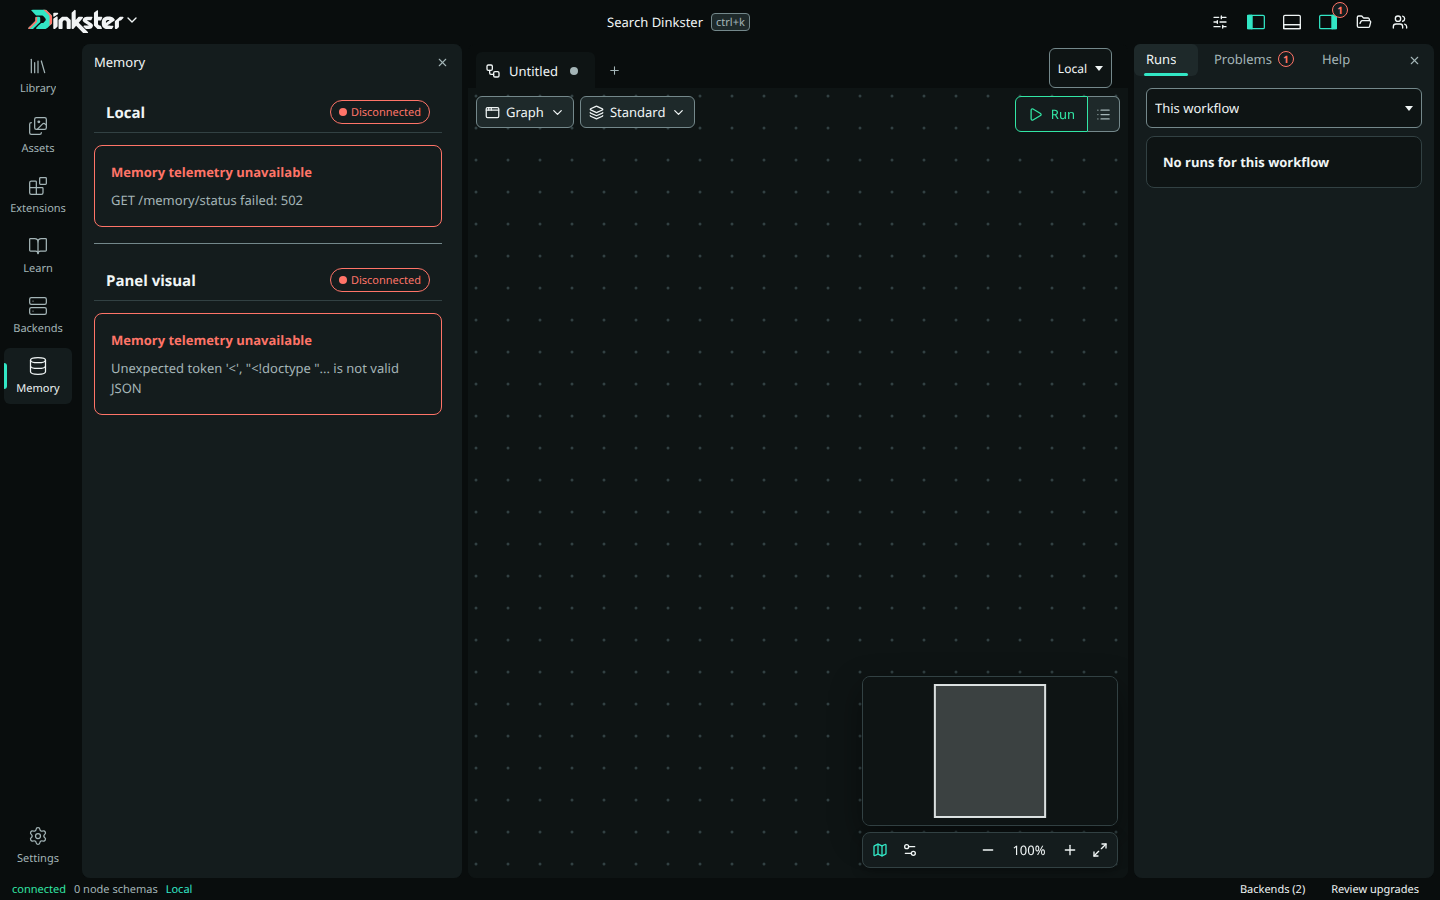 Dinkster
Search Dinkster ctrl+k
1
Library
Assets
Extensions
Learn
Backends
Memory
Settings
Memory
Local
Disconnected
Memory telemetry unavailable
GET /memory/status failed: 502
Panel visual
Disconnected
Memory telemetry unavailable
Unexpected token '<', "<!doctype "... is not valid
JSON
Untitled
Local
Graph
Standard
Run
100%
Runs
Problems 1
Help
This workflow
No runs for this workflow
connected 0 node schemas Local
Backends (2) Review upgrades